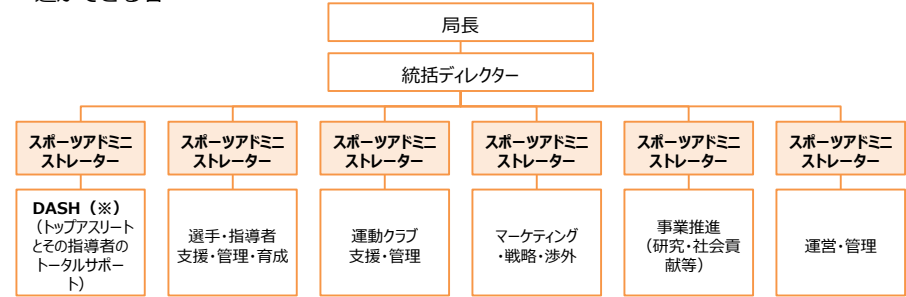 局長
統括ディレクター
スポーツアドミニ
ストレーター
スポーツアドミニ
ストレーター
スポーツアドミニ
ストレーター
スポーツアドミニ
ストレーター
スポーツアドミニ
ストレーター
スポーツアドミニ
ストレーター
DASH（※）
（トップアスリート
とその指導者の
トータルサポー
ト）
選手・指導者
支援・管理・育成
運動クラブ
支援・管理
マーケティング
・戦略・渉外
事業推進
（研究・社会貢
献等）
運営・管理